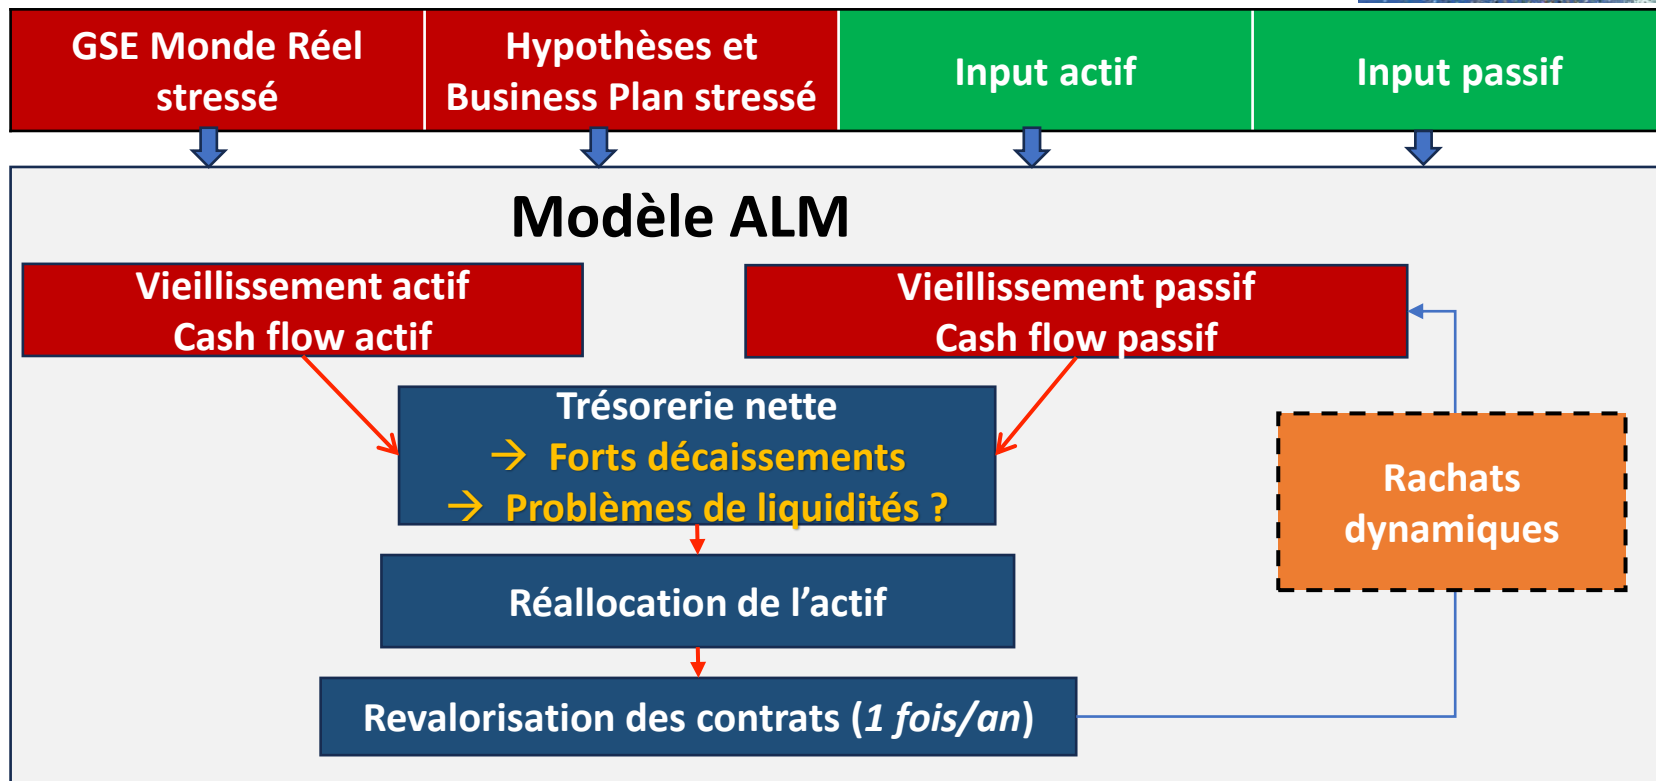 GSE Monde Réel
stressé
Hypothèses et
Business Plan stressé
Input actif
Input passif
Modèle ALM
Vieillissement actif
Cash flow actif
Vieillissement passif
Cash flow passif
Trésorerie nette
→ Forts décaissements
→ Problèmes de liquidités ?
Rachats
dynamiques
Réallocation de l’actif
Revalorisation des contrats (1 fois/an)